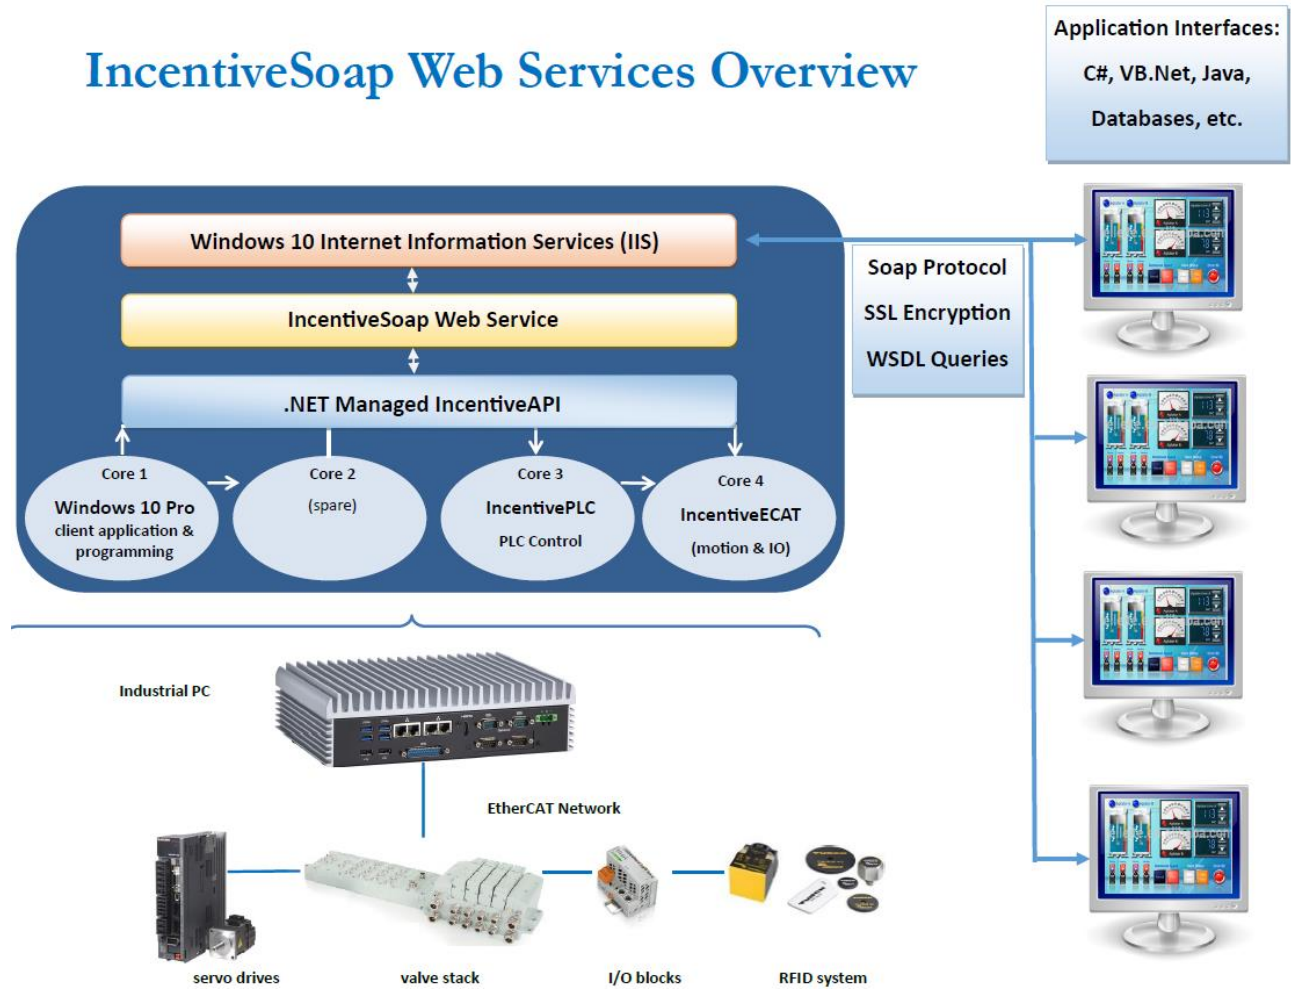 IncentiveSoap Web Services Overview
Application Interfaces:
C#, VB.Net, Java,
Databases, etc.
Windows 10 Internet Information Services (IIS)
IncentiveSoap Web Service
.NET Managed IncentiveAPI
Soap Protocol
SSL Encryption
WSDL Queries
Core 1
Windows 10 Pro
client application &
programming
Core 2
(spare)
Core 3
IncentivePLC
PLC Control
Core 4
IncentiveECAT
(motion & IO)
Industrial PC
EtherCAT Network
servo drives
valve stack
I/O blocks
RFID system